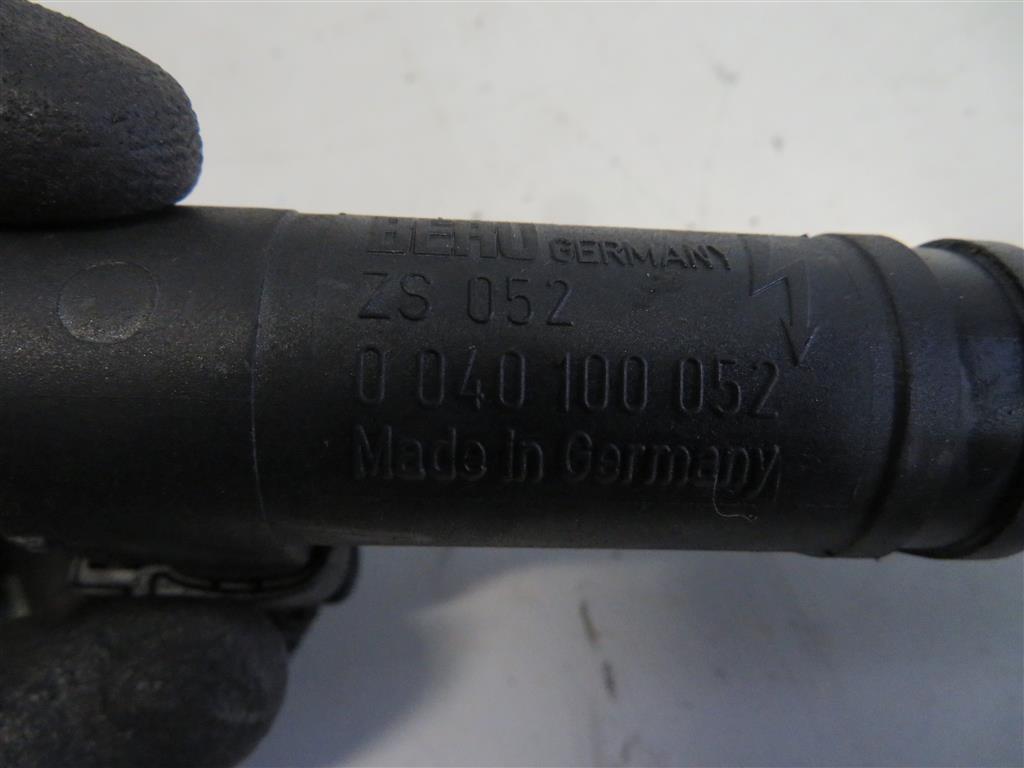 BERU GERMANY
ZS 052
0 040 100 052
Made in Germany